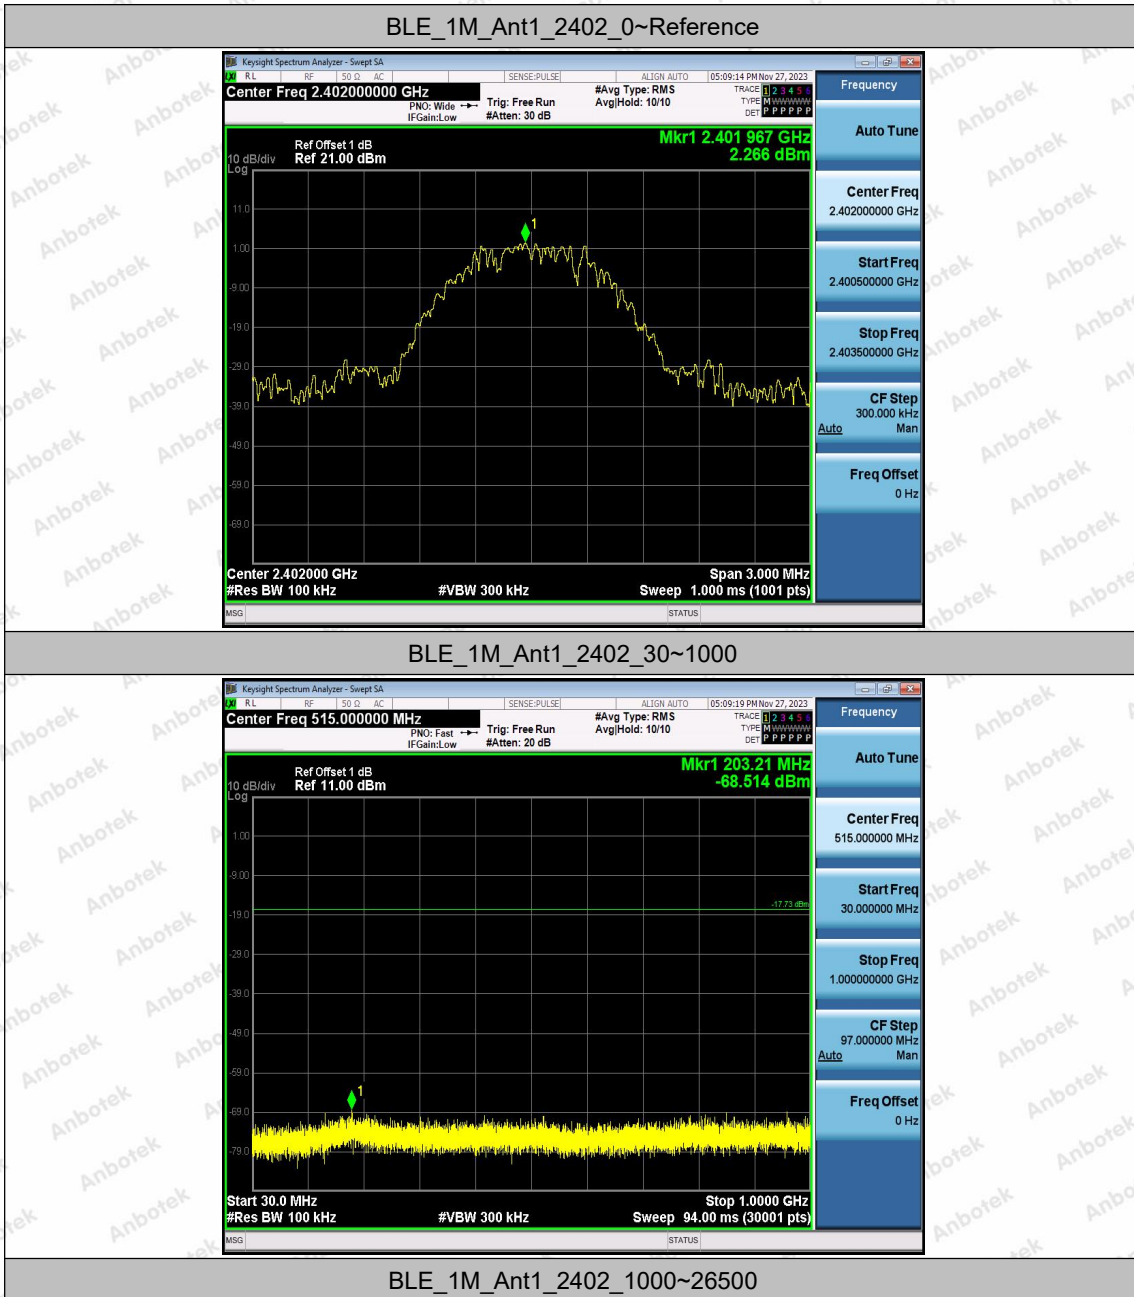 BLE_1M_Ant1_2402_0~Reference
Keysight Spectrum Analyzer - Swept SA
LXI RL RF 50 Ω AC SENSE:PULSE ALIGN AUTO 05:09:14 PM Nov 27, 2023
Center Freq 2.402000000 GHz
PNO: Wide
IFGain:Low
Trig: Free Run
#Atten: 30 dB
#Avg Type: RMS
Avg|Hold: 10/10
TRACE 1 2 3 4 5 6
TYPE M WWWWW
DET P P P P P P
Frequency
Auto Tune
Center Freq
2.402000000 GHz
Start Freq
2.400500000 GHz
Stop Freq
2.403500000 GHz
CF Step
300.000 kHz
Auto Man
Freq Offset
0 Hz
Mkr1 2.401 967 GHz
2.266 dBm
Ref Offset 1 dB
10 dB/div Ref 21.00 dBm
Log
1
11.0
1.00
-9.00
-19.0
-29.0
-39.0
-49.0
-59.0
-69.0
Center 2.402000 GHz Span 3.000 MHz
#Res BW 100 kHz #VBW 300 kHz Sweep 1.000 ms (1001 pts)
MSG STATUS
BLE_1M_Ant1_2402_30~1000
Keysight Spectrum Analyzer - Swept SA
LXI RL RF 50 Ω AC SENSE:PULSE ALIGN AUTO 05:09:19 PM Nov 27, 2023
Center Freq 515.000000 MHz
PNO: Fast
IFGain:Low
Trig: Free Run
#Atten: 20 dB
#Avg Type: RMS
Avg|Hold: 10/10
TRACE 1 2 3 4 5 6
TYPE M WWWWW
DET P P P P P P
Frequency
Auto Tune
Center Freq
515.000000 MHz
Start Freq
30.000000 MHz
Stop Freq
1.000000000 GHz
CF Step
97.000000 MHz
Auto Man
Freq Offset
0 Hz
Mkr1 203.21 MHz
-68.514 dBm
Ref Offset 1 dB
10 dB/div Ref 11.00 dBm
Log
1.00
-9.00
-17.73 dBm
-19.0
-29.0
-39.0
-49.0
-59.0
1
-69.0
-79.0
Start 30.0 MHz Stop 1.0000 GHz
#Res BW 100 kHz #VBW 300 kHz Sweep 94.00 ms (30001 pts)
MSG STATUS
BLE_1M_Ant1_2402_1000~26500
Anbotek